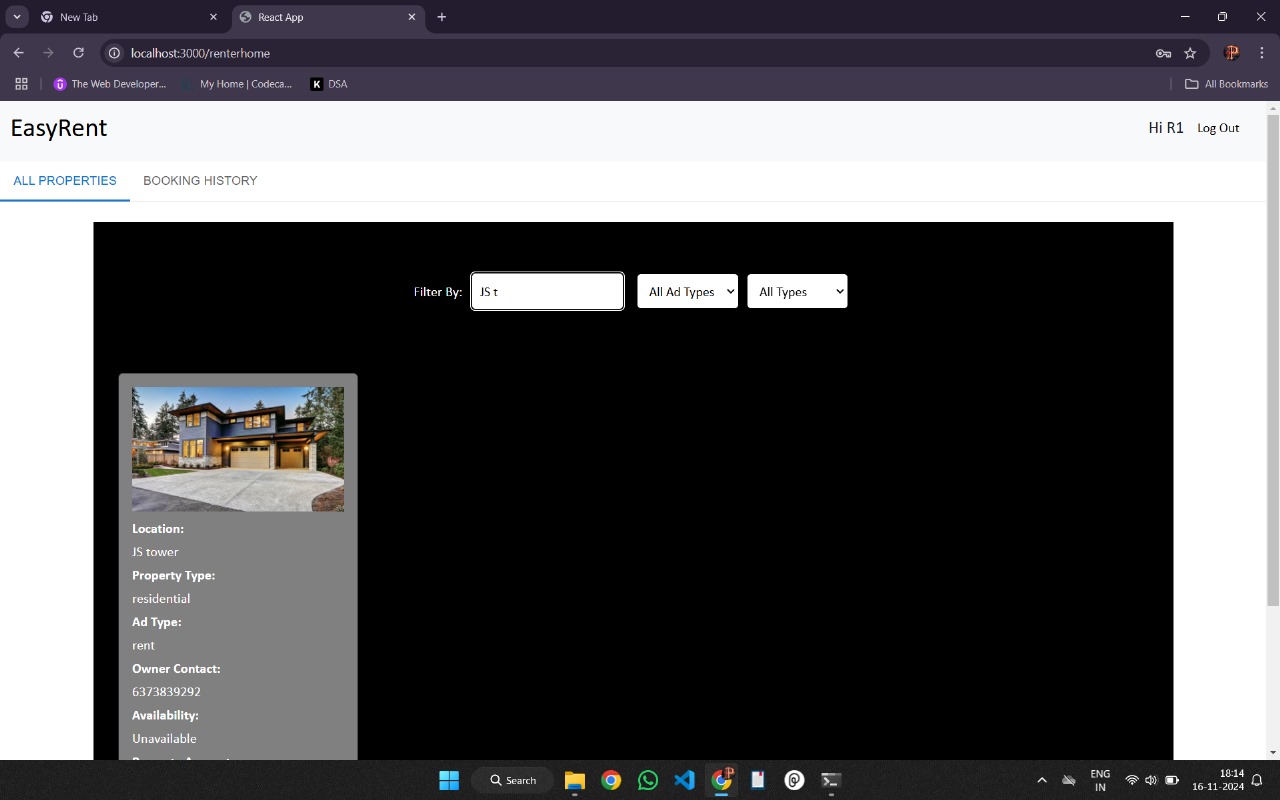 New Tab
React App
localhost:3000/renterhome
The Web Developer...
My Home | Codeca...
K
DSA
All Bookmarks
EasyRent
Hi R1
Log Out
ALL PROPERTIES
BOOKING HISTORY
Filter By:
JS t
All Ad Types
All Types
Location:
JS tower
Property Type:
residential
Ad Type:
rent
Owner Contact:
6373839292
Availability:
Unavailable
Search
ENG
IN
18:14
16-11-2024